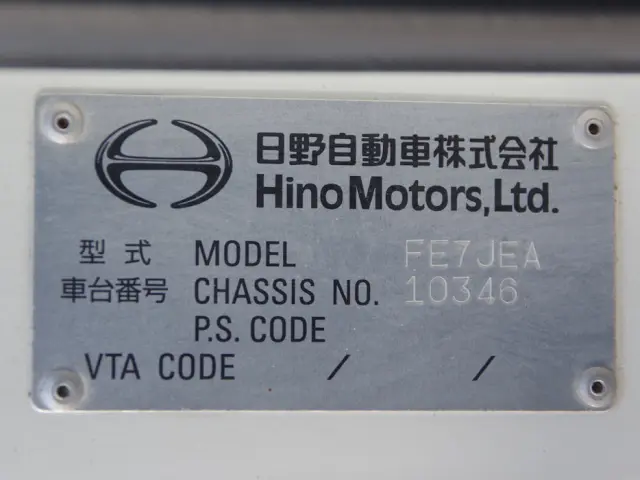 日野自動車株式会社
Hino Motors,Ltd.
型式 MODEL FE7JEA
車台番号 CHASSIS NO. 10346
P.S. CODE
VTA CODE / /